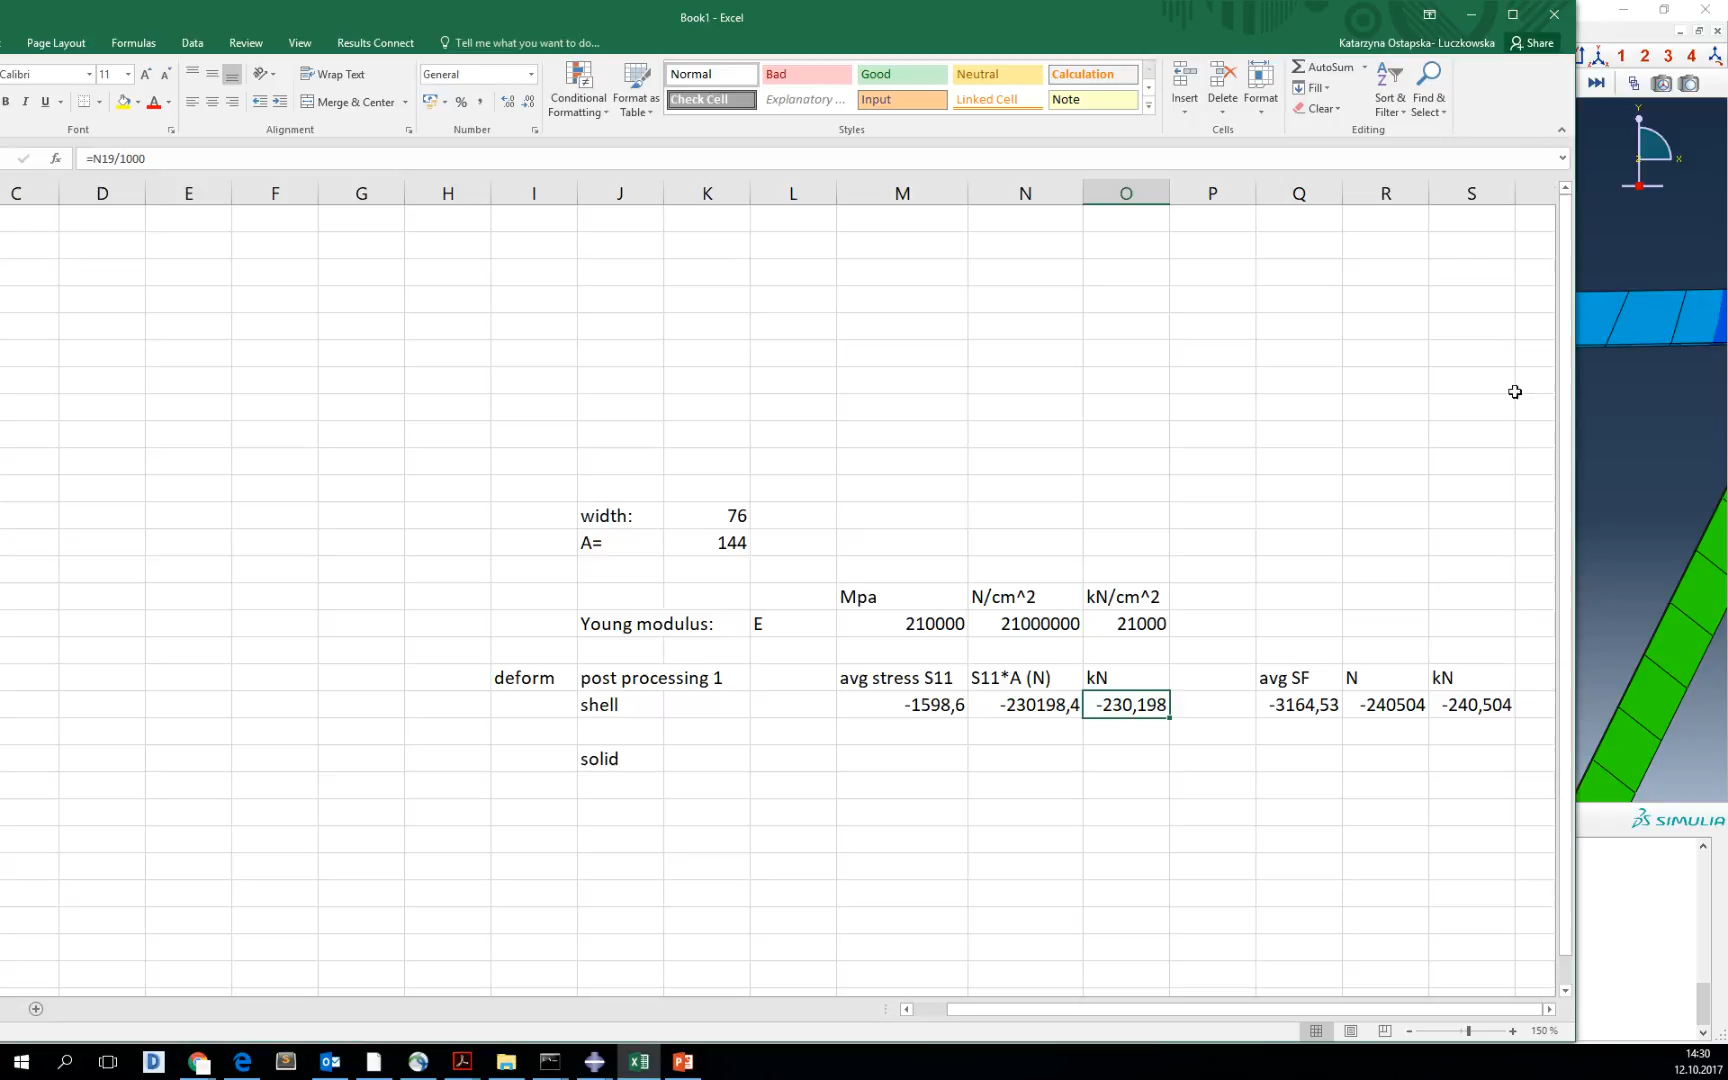 Book1 - Excel
Page Layout Formulas Data Review View Results Connect Tell me what you want to do... Katarzyna Ostapska- Luczkowska Share
1 2 3 4
Calibri 11 A A Wrap Text General Conditional Formatting Format as Table Normal Bad Good Neutral Calculation Insert Delete Format AutoSum Sort & Filter Find & Select
B I U A Merge & Center % Check Cell Explanatory ... Input Linked Cell Note Fill
Clear
Font Alignment Number Styles Cells Editing
fx =N19/1000
Y
X
C D E F G H I J K L M N O P Q R S
width: 76
A= 144
Mpa N/cm^2 kN/cm^2
Young modulus: E 210000 21000000 21000
deform post processing 1 avg stress S11 S11*A (N) kN avg SF N kN
shell -1598,6 -230198,4 -230,198 -3164,53 -240504 -240,504
solid
SIMULIA
150 %
14:30
12.10.2017